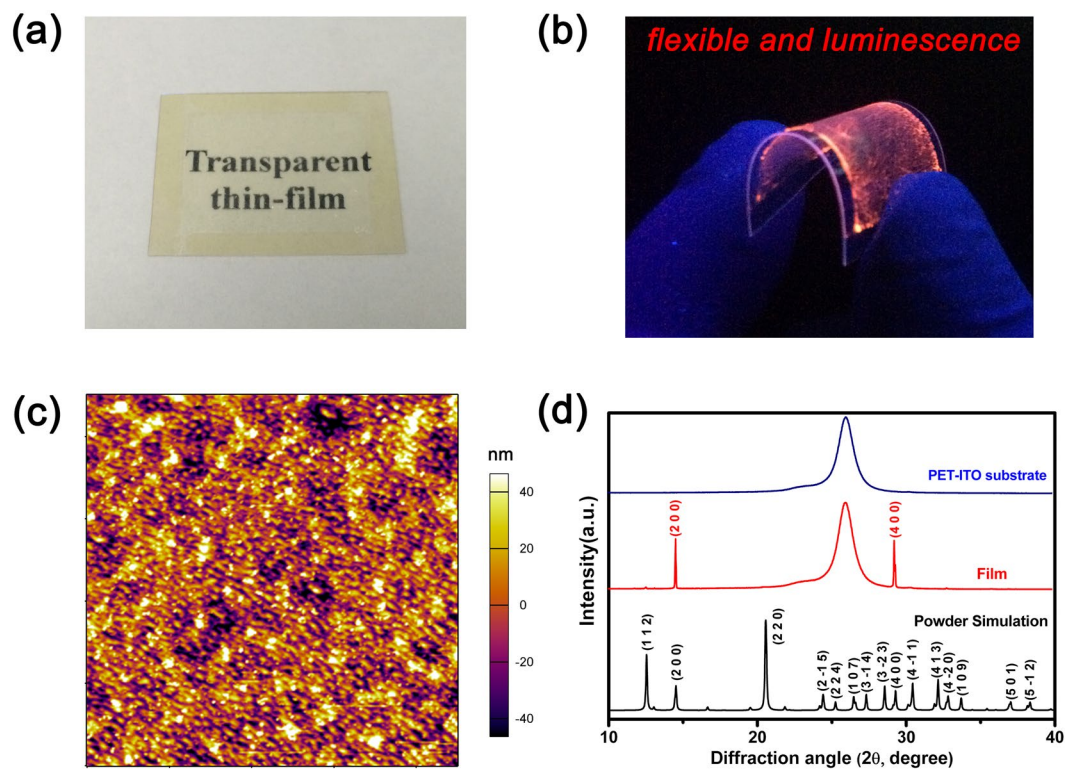 (a)
Transparent
thin-film
(b)
flexible and luminescence
(c)
nm
40
20
0
-20
-40
(d)
Intensity(a.u.)
PET-ITO substrate
(2 0 0)
(4 0 0)
Film
Powder Simulation
(1 1 2)
(2 0 0)
(2 2 0)
(2 -1 5)
(2 2 4)
(1 0 7)
(3 -1 4)
(3 -2 3)
(4 0 0)
(4 -1 1)
(4 1 3)
(4 -2 0)
(1 0 9)
(5 0 1)
(5 -1 2)
10
20
30
40
Diffraction angle (2θ, degree)